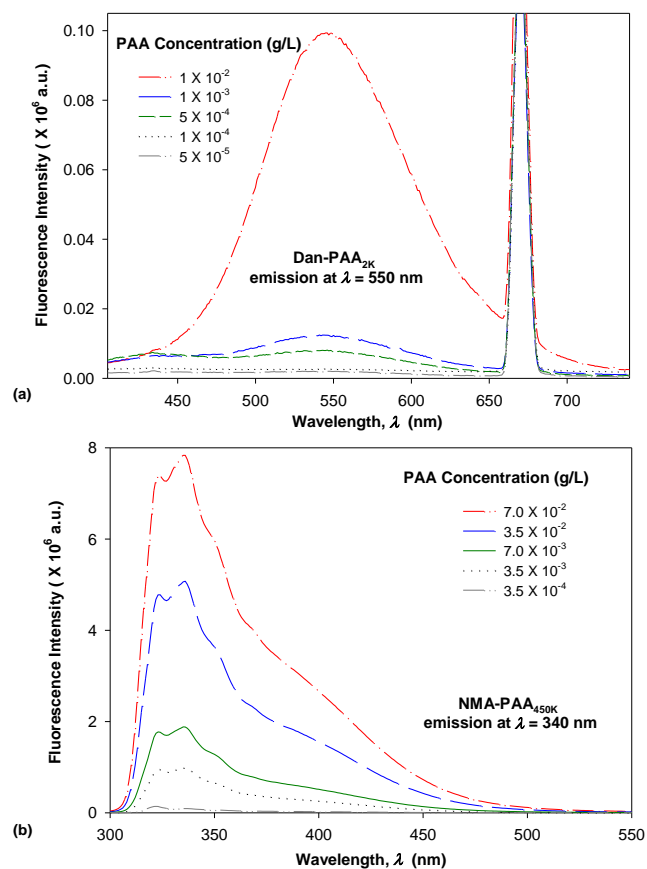 PAA Concentration (g/L)
1 X 10⁻²
1 X 10⁻³
5 X 10⁻⁴
1 X 10⁻⁴
5 X 10⁻⁵
Dan-PAA₂ₖ
emission at λ = 550 nm
Fluorescence Intensity ( X 10⁶ a.u.)
0.10
0.08
0.06
0.04
0.02
0.00
450 500 550 600 650 700
Wavelength, λ (nm)
(a)
PAA Concentration (g/L)
7.0 X 10⁻²
3.5 X 10⁻²
7.0 X 10⁻³
3.5 X 10⁻³
3.5 X 10⁻⁴
NMA-PAA₄₅₀ₖ
emission at λ = 340 nm
Fluorescence Intensity ( X 10⁶ a.u.)
8
6
4
2
0
300 350 400 450 500 550
Wavelength, λ (nm)
(b)